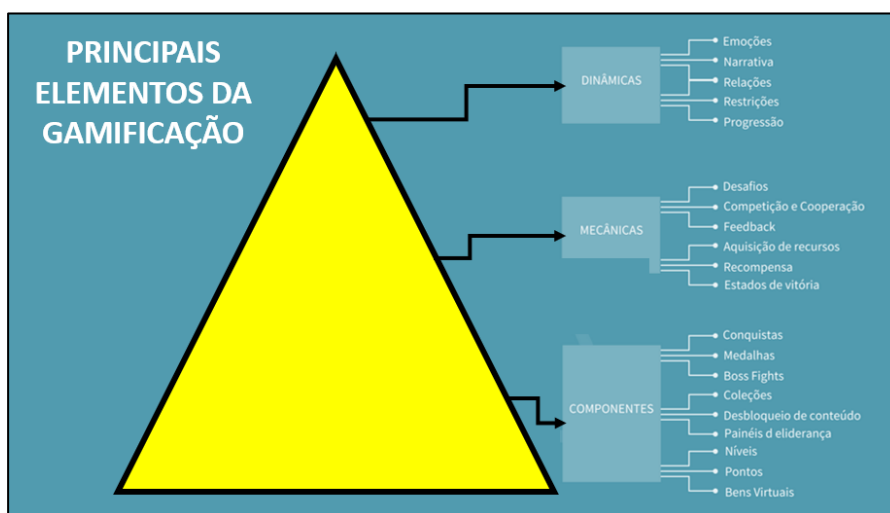 PRINCIPAIS
ELEMENTOS DA
GAMIFICAÇÃO
DINÂMICAS
Emoções
Narrativa
Relações
Restrições
Progressão
MECÂNICAS
Desafios
Competição e Cooperação
Feedback
Aquisição de recursos
Recompensa
Estados de vitória
COMPONENTES
Conquistas
Medalhas
Boss Fights
Coleções
Desbloqueio de conteúdo
Painéis d eliderança
Níveis
Pontos
Bens Virtuais